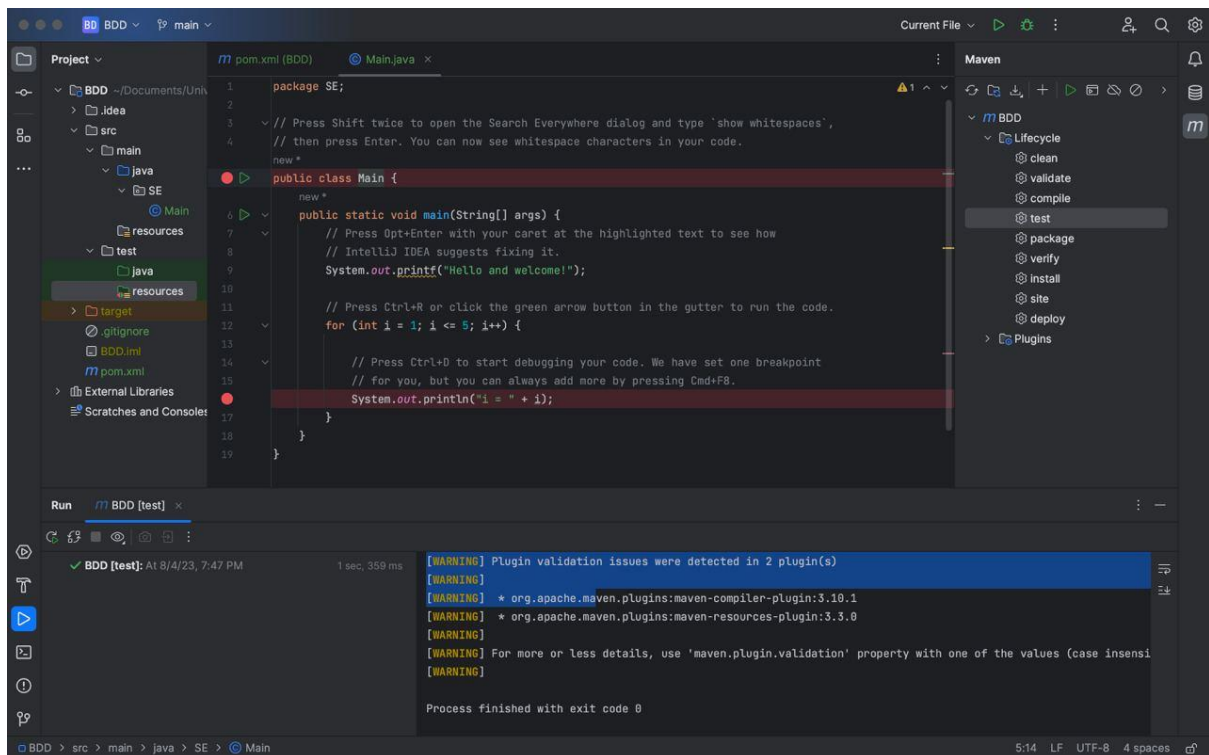 BD BDD main Current File
Project
BDD ~/Documents/Univ
.idea
src
main
java
SE
Main
resources
test
java
resources
target
.gitignore
BDD.iml
pom.xml
External Libraries
Scratches and Consoles
m pom.xml (BDD) Main.java ×
1 package SE;
2
3 // Press Shift twice to open the Search Everywhere dialog and type `show whitespaces`,
4 // then press Enter. You can now see whitespace characters in your code.
new *
public class Main {
new *
6 public static void main(String[] args) {
7 // Press Opt+Enter with your caret at the highlighted text to see how
8 // IntelliJ IDEA suggests fixing it.
9 System.out.printf("Hello and welcome!");
10
11 // Press Ctrl+R or click the green arrow button in the gutter to run the code.
12 for (int i = 1; i <= 5; i++) {
13
14 // Press Ctrl+D to start debugging your code. We have set one breakpoint
15 // for you, but you can always add more by pressing Cmd+F8.
System.out.println("i = " + i);
17 }
18 }
19 }
1
Maven
BDD
Lifecycle
clean
validate
compile
test
package
verify
install
site
deploy
Plugins
Run m BDD [test] ×
BDD [test]: At 8/4/23, 7:47 PM 1 sec, 359 ms
[WARNING] Plugin validation issues were detected in 2 plugin(s)
[WARNING]
[WARNING] * org.apache.maven.plugins:maven-compiler-plugin:3.10.1
[WARNING] * org.apache.maven.plugins:maven-resources-plugin:3.3.0
[WARNING]
[WARNING] For more or less details, use 'maven.plugin.validation' property with one of the values (case insensi
[WARNING]
Process finished with exit code 0
BDD > src > main > java > SE > Main 5:14 LF UTF-8 4 spaces